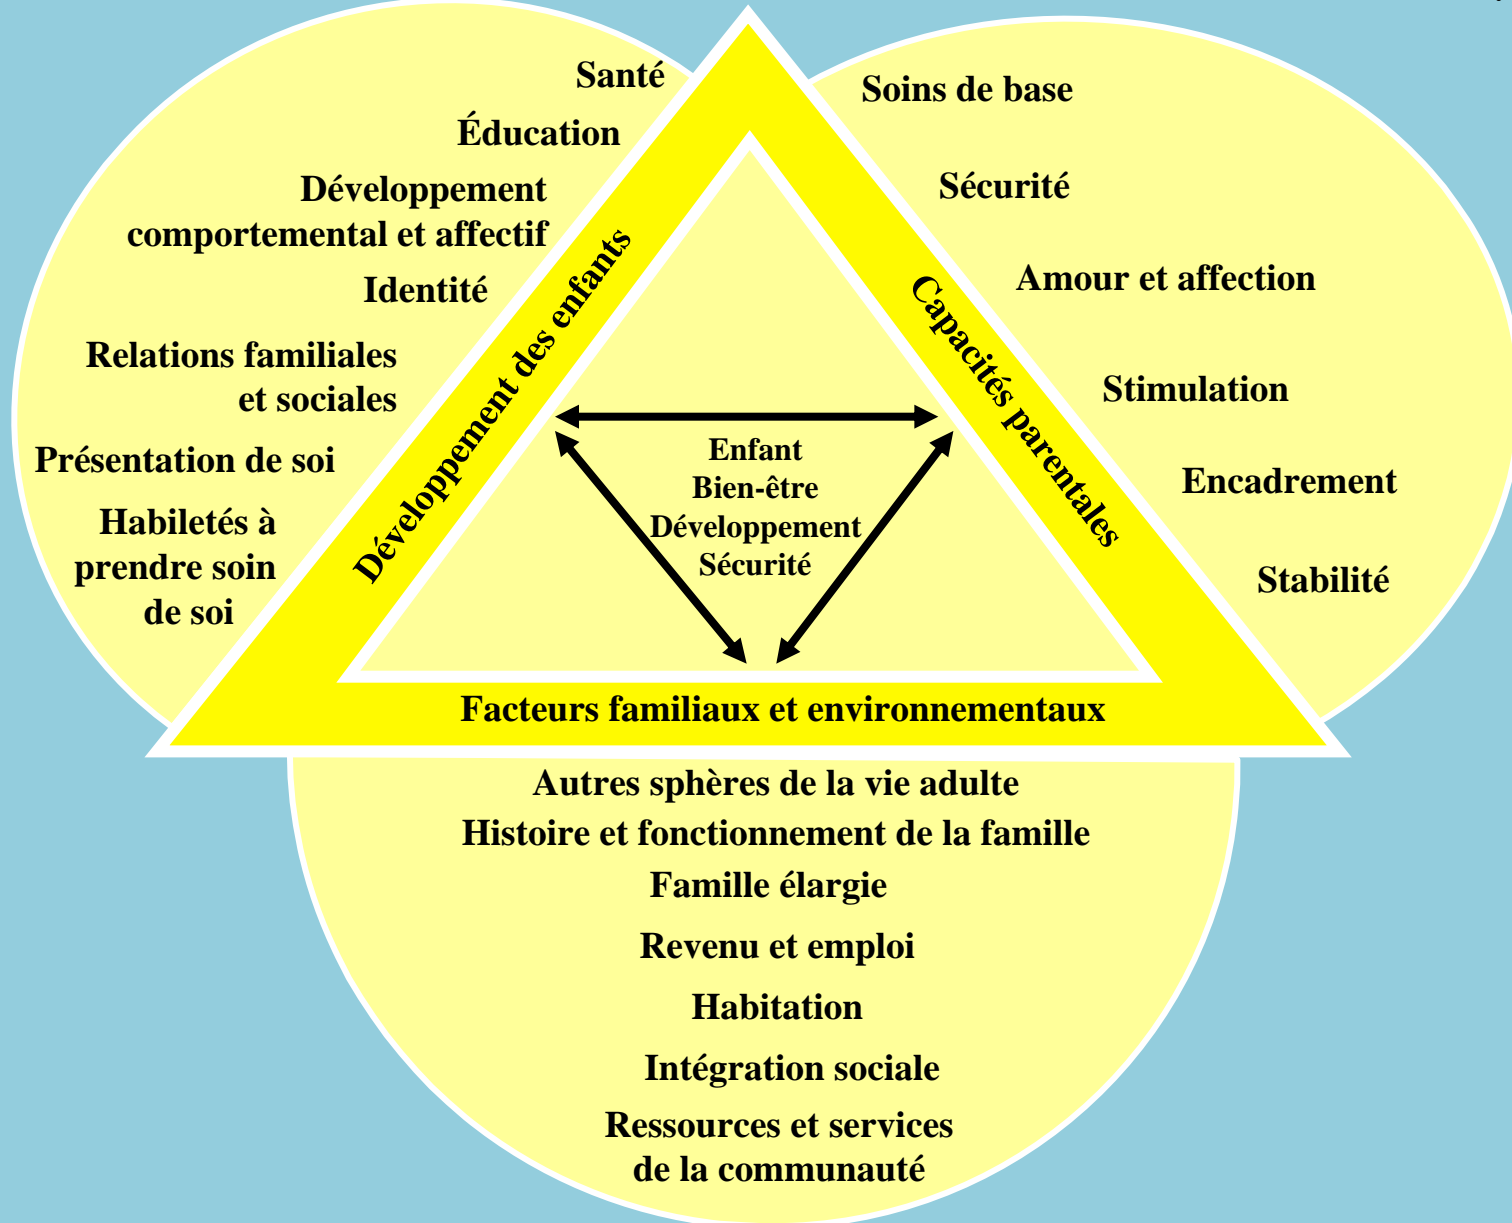 Santé
Éducation
Développement
comportemental et affectif
Identité
Relations familiales
et sociales
Présentation de soi
Habiletés à
prendre soin
de soi
Développement des enfants
Soins de base
Sécurité
Amour et affection
Stimulation
Encadrement
Stabilité
Capacités parentales
Enfant
Bien-être
Développement
Sécurité
Facteurs familiaux et environnementaux
Autres sphères de la vie adulte
Histoire et fonctionnement de la famille
Famille élargie
Revenu et emploi
Habitation
Intégration sociale
Ressources et services
de la communauté